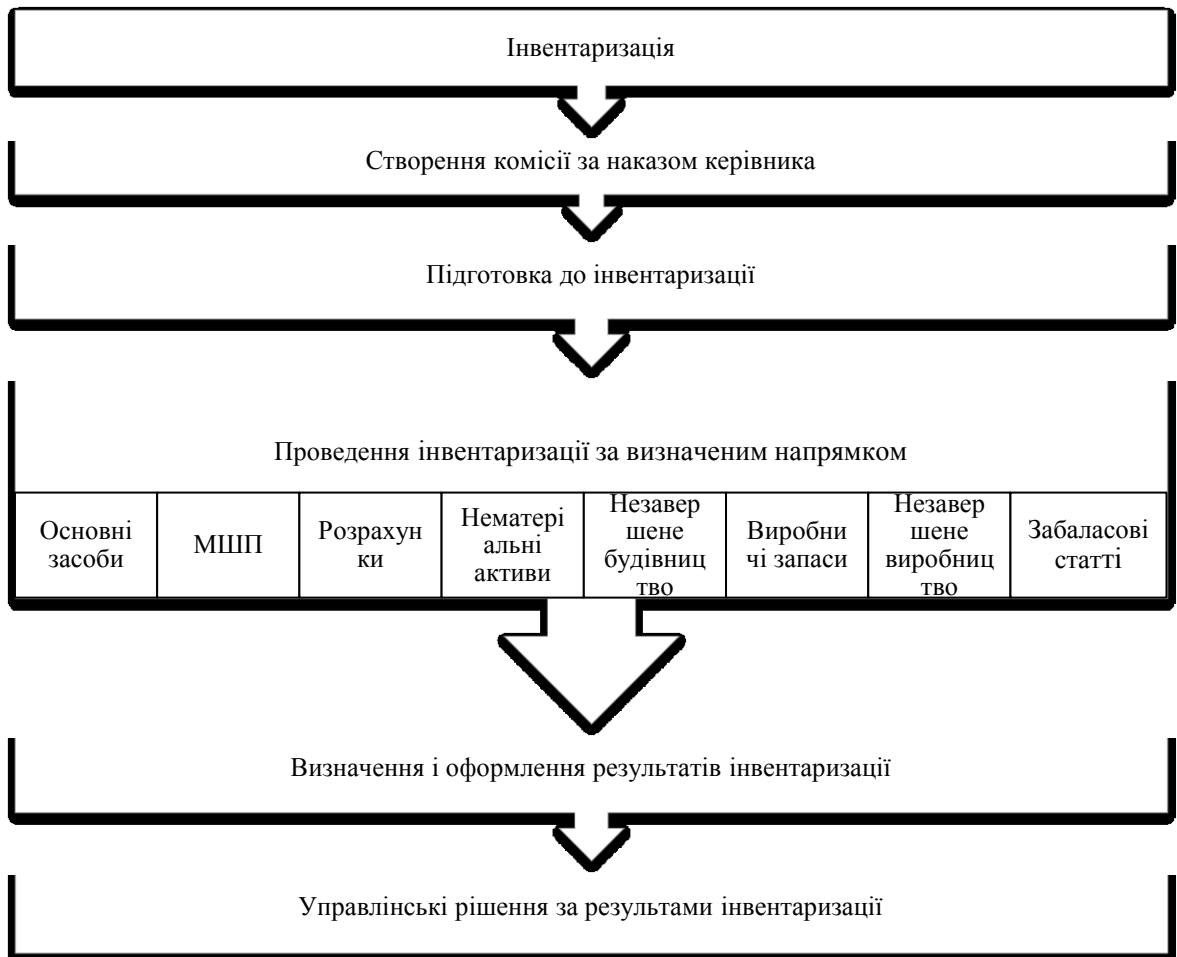 Інвентаризація
Створення комісії за наказом керівника
Підготовка до інвентаризації
Проведення інвентаризації за визначеним напрямком
Основні
засоби
МШП
Розрахун
ки
Нематері
альні
активи
Незавер
шене
будівниц
тво
Виробни
чі запаси
Незавер
шене
виробниц
тво
Забаласові
статті
Визначення і оформлення результатів інвентаризації
Управлінські рішення за результами інвентаризації